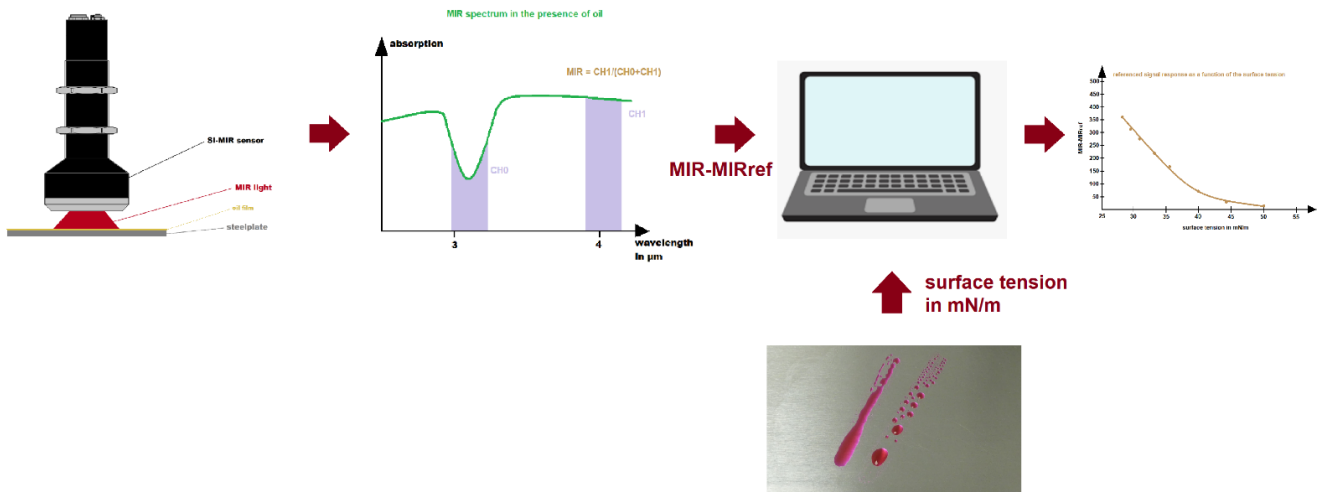 MIR spectrum in the presence of oil
absorption
MIR = CH1/(CH0+CH1)
CH1
CH0
3
4
wavelength
In µm
SI-MIR sensor
MIR light
oil film
steelplate
MIR-MIRref
referenced signal response as a function of the surface tension
MIR-MIRref
500
450
400
350
300
250
200
150
100
50
25
30
35
40
45
50
55
surface tension in mN/m
surface tension
in mN/m